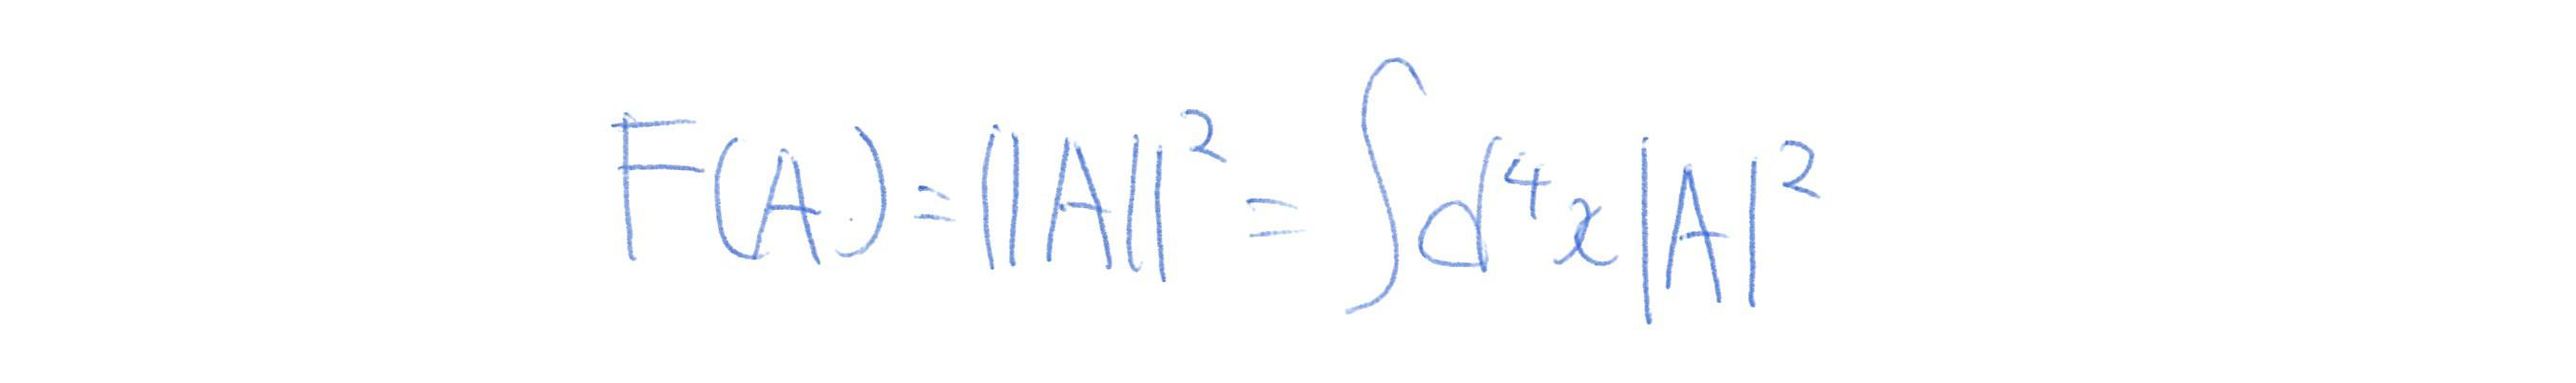 F(A) = ||A||² = ∫d⁴x|A|²